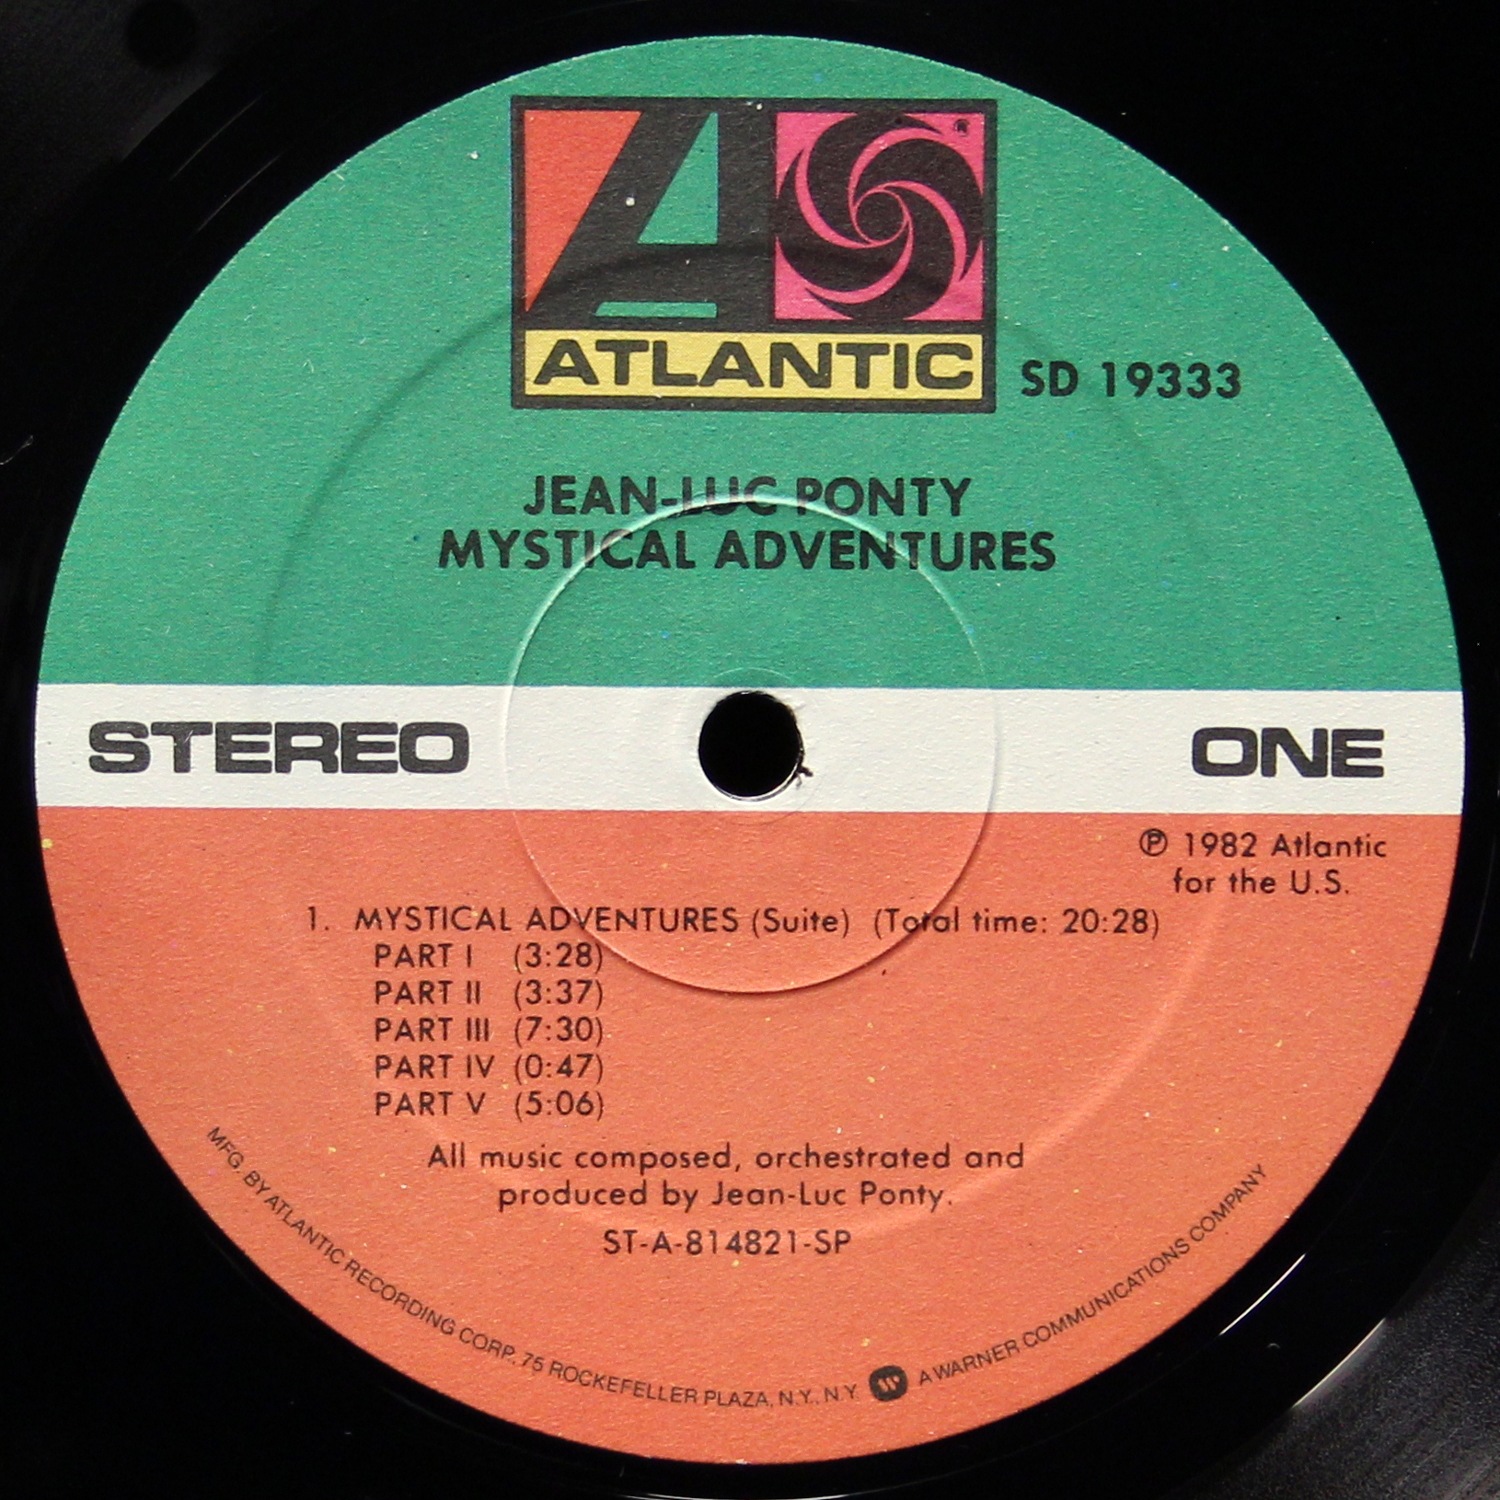 ATLANTIC
SD 19333
JEAN-LUC PONTY
MYSTICAL ADVENTURES
STEREO
ONE
℗ 1982 Atlantic
for the U.S.
1. MYSTICAL ADVENTURES (Suite) (Total time: 20:28)
PART I (3:28)
PART II (3:37)
PART III (7:30)
PART IV (0:47)
PART V (5:06)
All music composed, orchestrated and
produced by Jean-Luc Ponty.
ST-A-814821-SP
MFG. BY ATLANTIC RECORDING CORP., 75 ROCKEFELLER PLAZA, N.Y., N.Y. A WARNER COMMUNICATIONS COMPANY